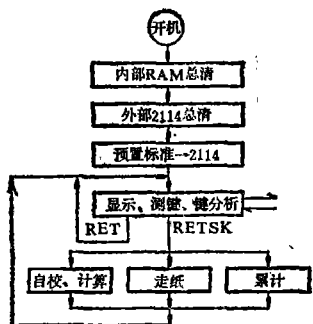 开机
内部RAM总清
外部2114总清
预置标准--2114
显示、测键、键分析
RET
RETSK
自校、计算
走纸
累计